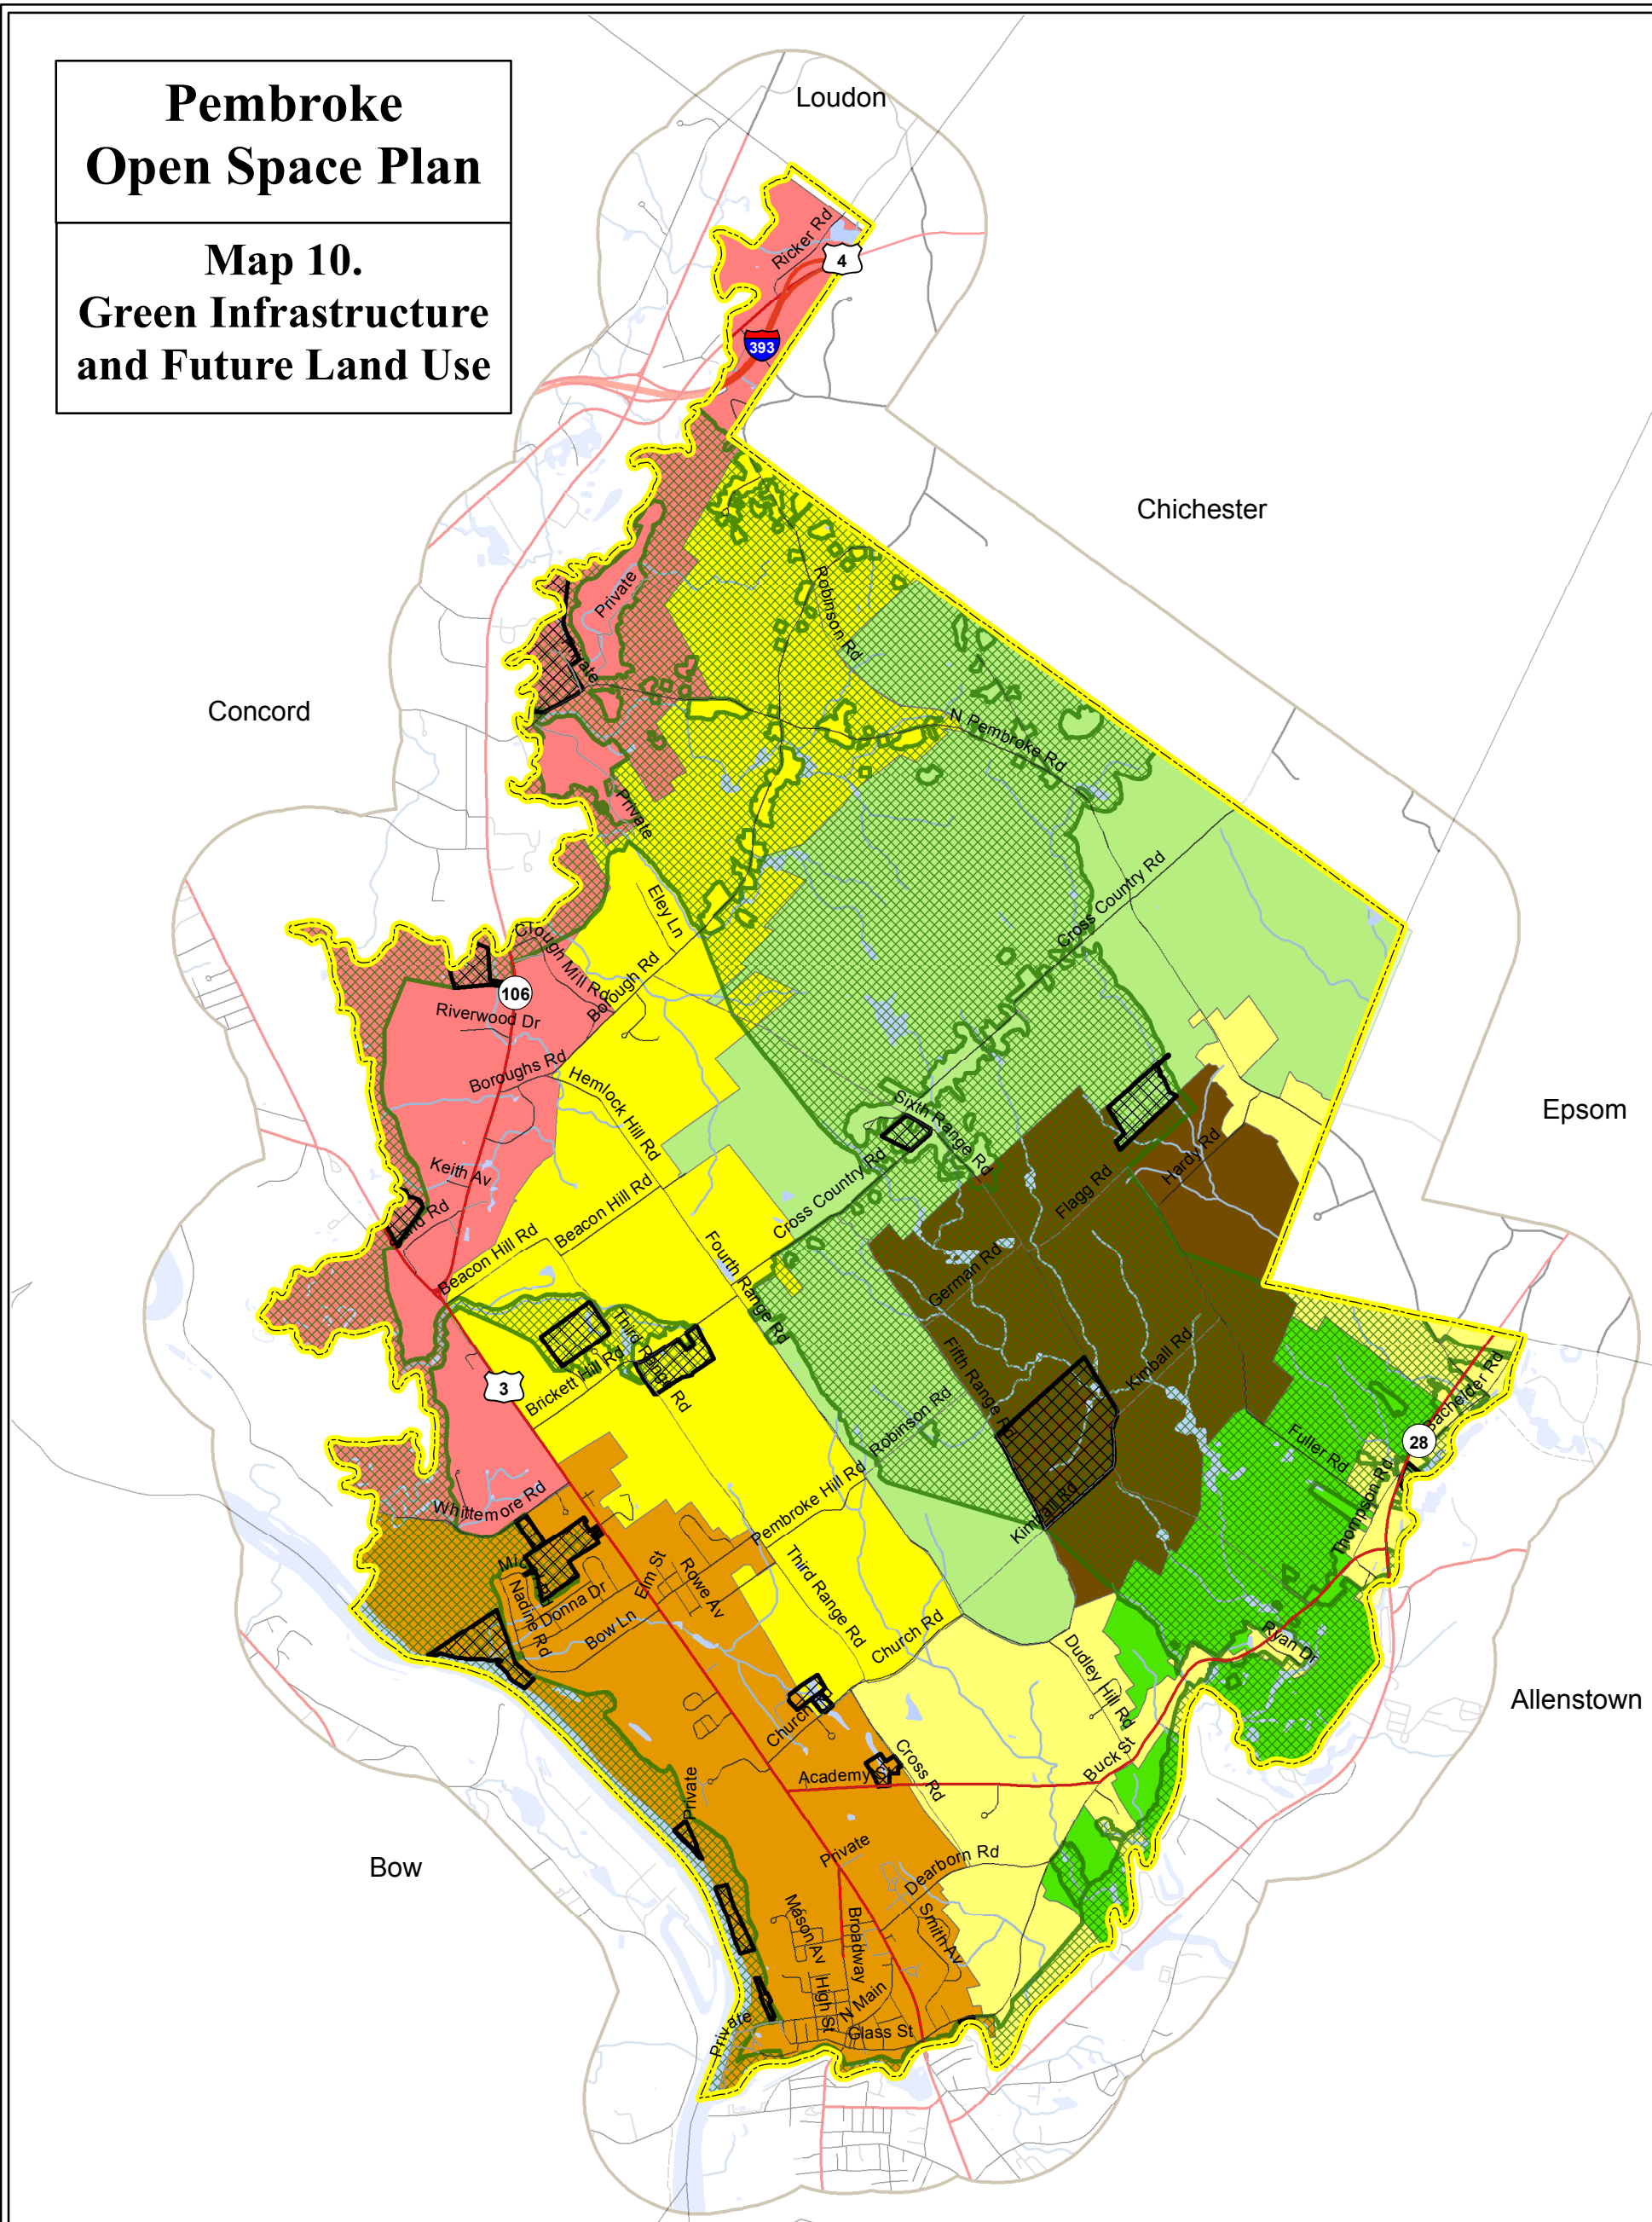 Pembroke
Open Space Plan
Map 10.
Green Infrastructure
and Future Land Use
Loudon
Ricker Rd
4
393
Chichester
Robinson Rd
Private
Concord
N Pembroke Rd
Private
Cross Country Rd
Eley Ln
Clough Mill Rd
Borough Rd
106
Riverwood Dr
Boroughs Rd
Hemlock Hill Rd
Sixth Range Rd
Epsom
Keith Av
Beacon Hill Rd
Beacon Hill Rd
Cross Country Rd
Flagg Rd
Hardy Rd
Fourth Range Rd
German Rd
Third Range Rd
Brickett Hill Rd
3
Fifth Range Rd
Kimball Rd
Bachelder Rd
Robinson Rd
28
Fuller Rd
Thompson Rd
Whittemore Rd
Pembroke Hill Rd
Kimball Rd
Nadine Rd
Donna Dr
Elm St
Rowe Av
Third Range Rd
Bow Ln
Church Rd
Dudley Hill Rd
Ryan Dr
Allenstown
Church
Cross Rd
Buck St
Academy
Private
Bow
Private
Dearborn Rd
Mason Av
Broadway
Smith Av
High St
N Main
Glass St
Private